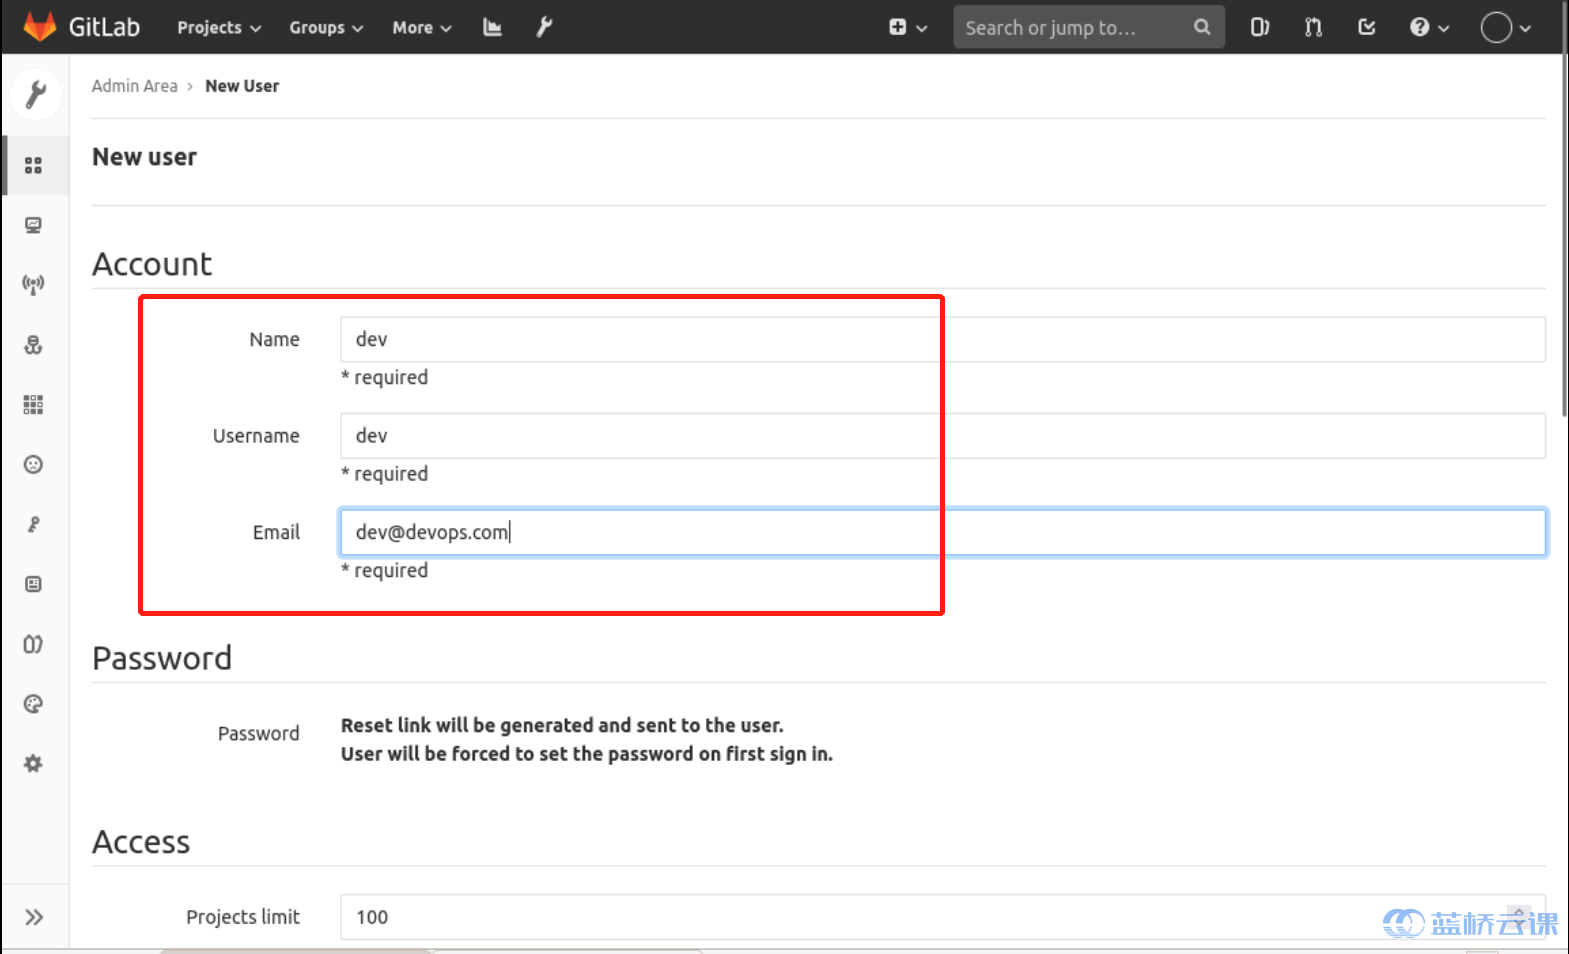 GitLab Projects Groups More Search or jump to...
Admin Area › New User
New user
Account
Name dev
* required
Username dev
* required
Email dev@devops.com
* required
Password
Password Reset link will be generated and sent to the user.
User will be forced to set the password on first sign in.
Access
Projects limit 100
蓝桥云课